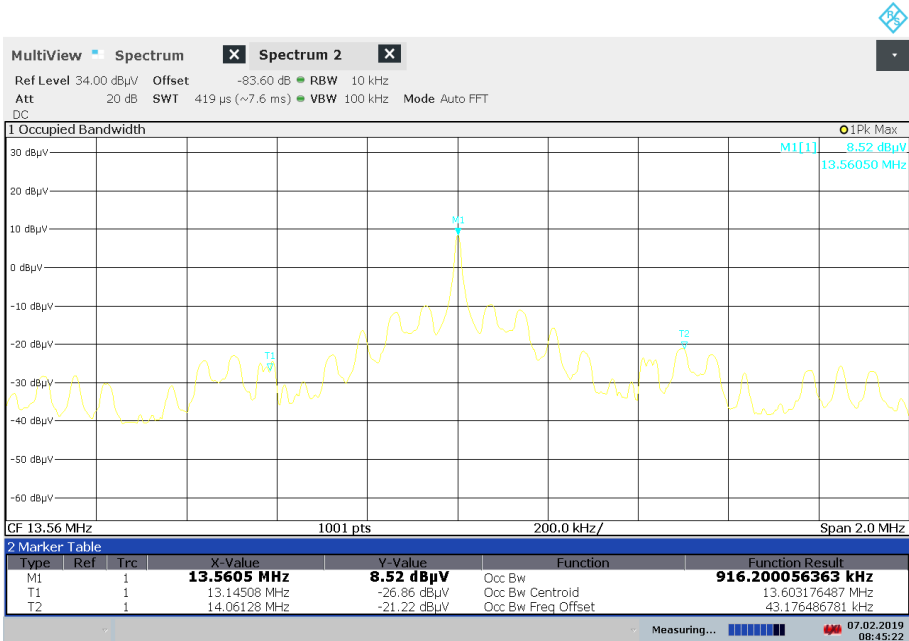 R&S
MultiView Spectrum X Spectrum 2 X
Ref Level 34.00 dBµV Offset -83.60 dB RBW 10 kHz
Att 20 dB SWT 419 µs (~7.6 ms) VBW 100 kHz Mode Auto FFT
DC
1 Occupied Bandwidth 1Pk Max
30 dBµV M1[1] 8.52 dBµV
13.56050 MHz
20 dBµV
M1
10 dBµV
0 dBµV
-10 dBµV
T2
-20 dBµV
T1
-30 dBµV
-40 dBµV
-50 dBµV
-60 dBµV
CF 13.56 MHz 1001 pts 200.0 kHz/ Span 2.0 MHz
2 Marker Table
Type Ref Trc X-Value Y-Value Function Function Result
M1 1 13.5605 MHz 8.52 dBµV Occ Bw 916.200056363 kHz
T1 1 13.14508 MHz -26.86 dBµV Occ Bw Centroid 13.603176487 MHz
T2 1 14.06128 MHz -21.22 dBµV Occ Bw Freq Offset 43.176486781 kHz
Measuring... 07.02.2019
08:45:22